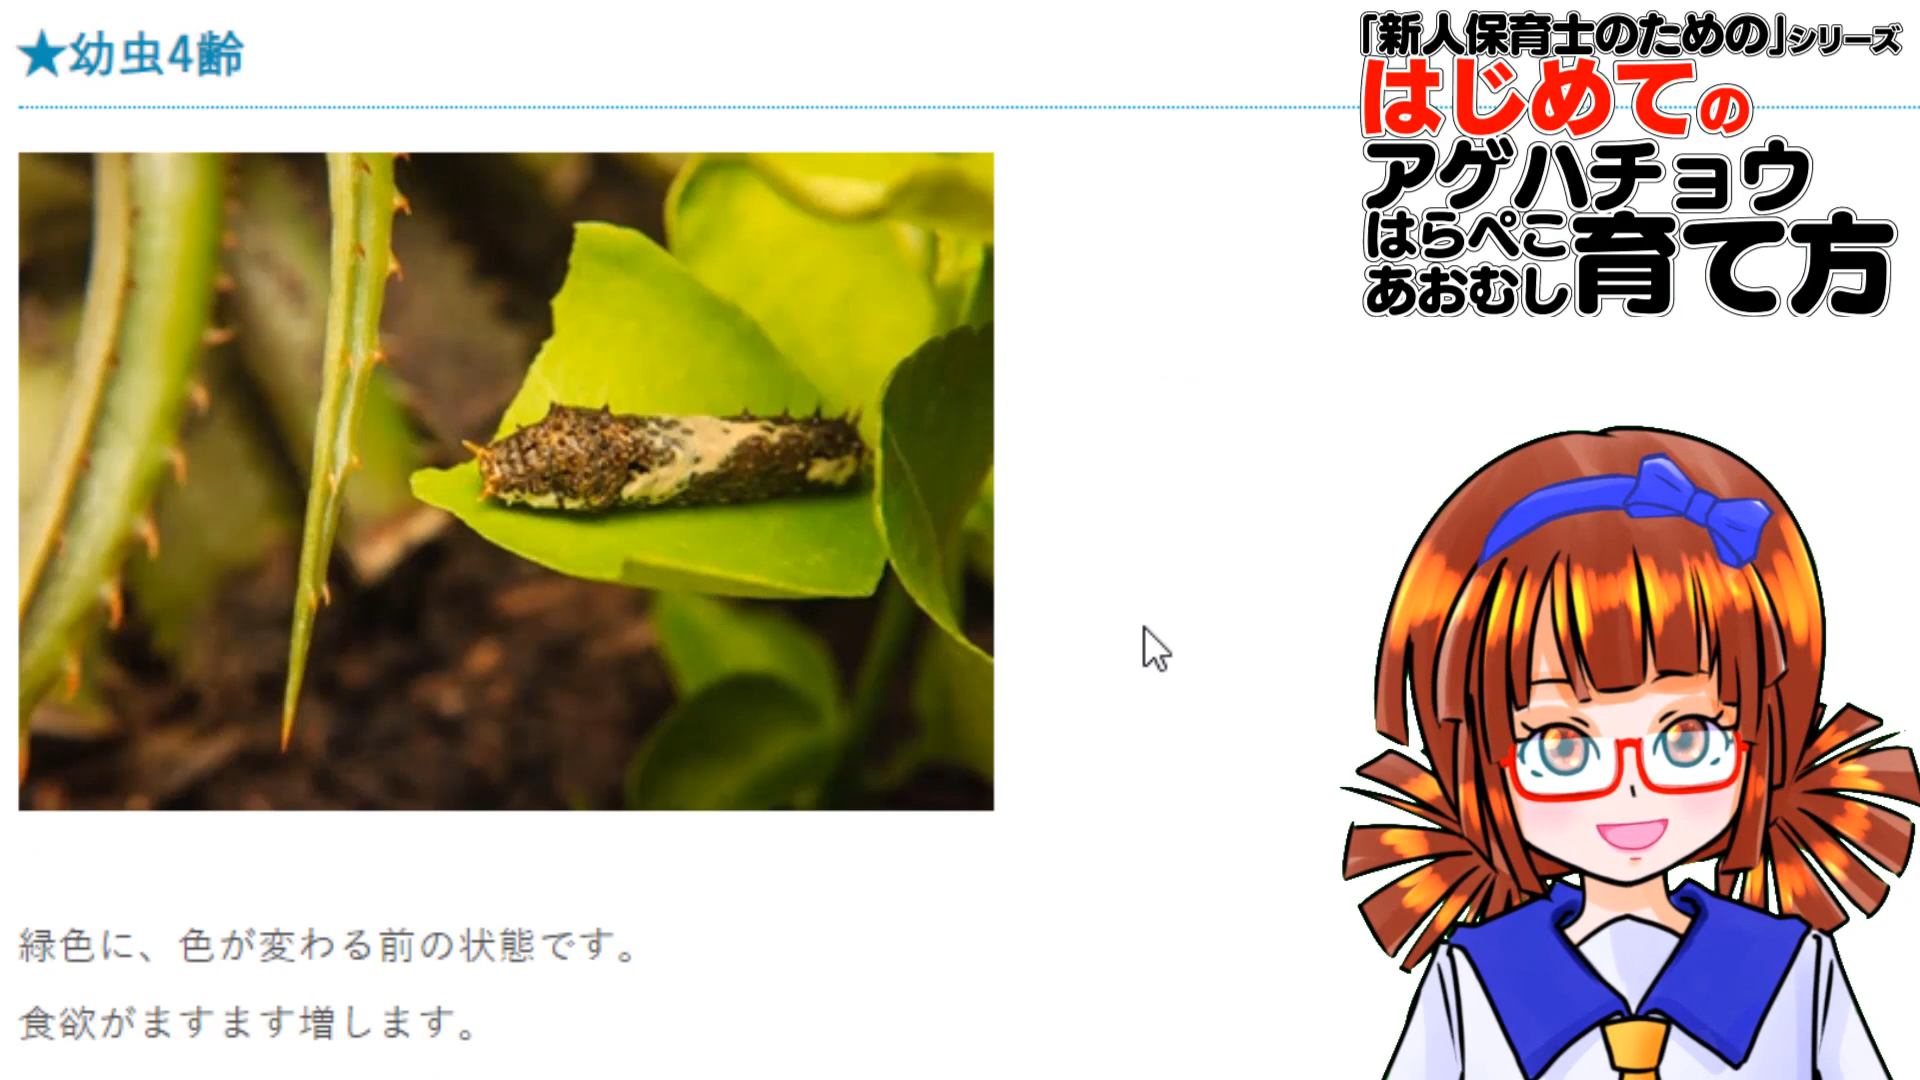 ★幼虫4齢
「新人保育士のための」シリーズ
はじめての
アゲハチョウ
はらぺこ
あおむし育て方
緑色に、色が変わる前の状態です。
食欲がますます増します。